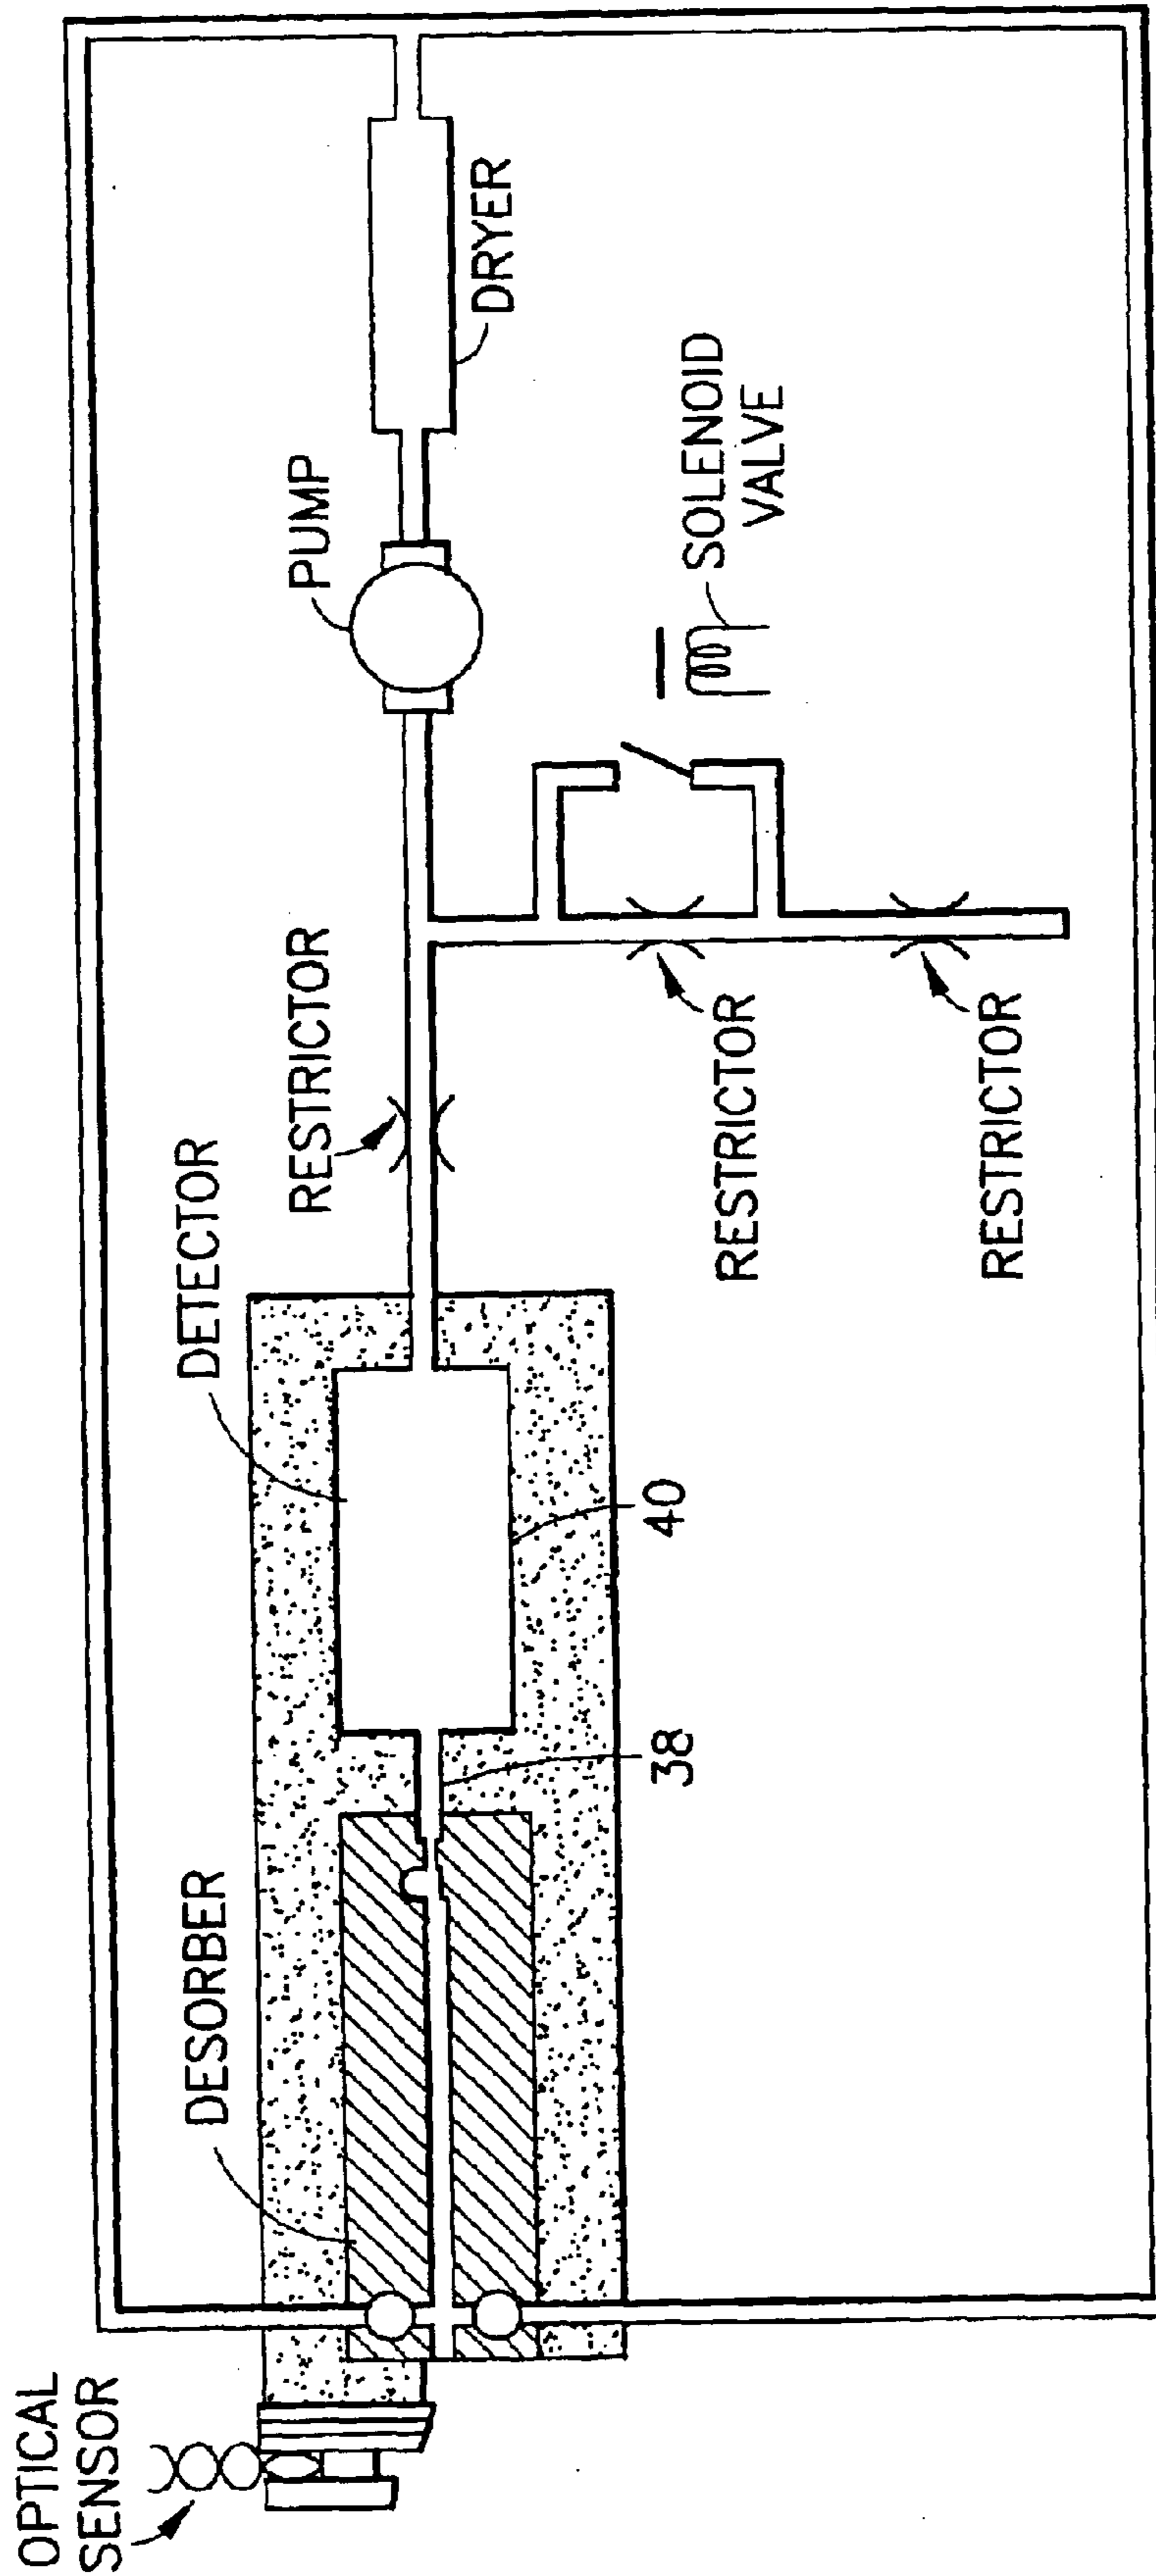 OPTICAL
SENSOR
DESORBER
DETECTOR
RESTRICTOR
PUMP
DRYER
SOLENOID
VALVE
RESTRICTOR
RESTRICTOR
38
40